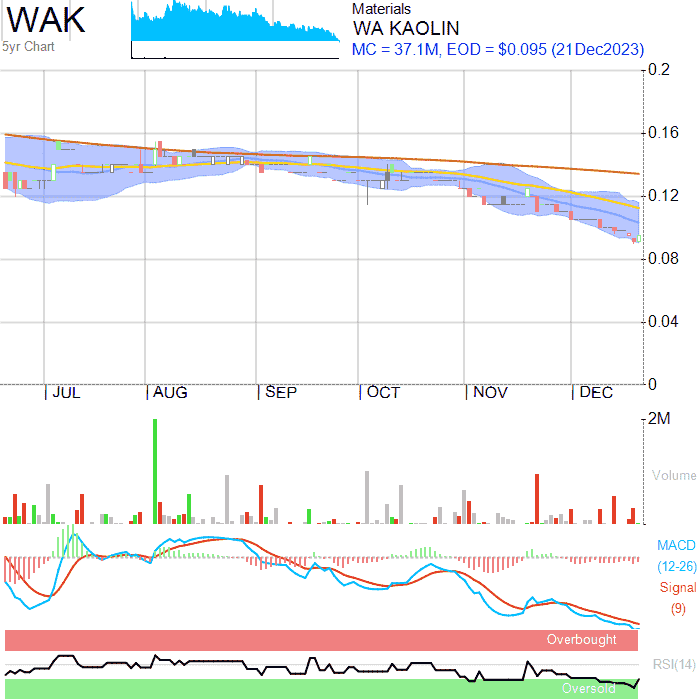 WAK
5yr Chart
Materials
WA KAOLIN
MC = 37.1M, EOD = $0.095 (21Dec2023)
0.2
0.16
0.12
0.08
0.04
0
JUL AUG SEP OCT NOV DEC
2M
Volume
MACD
(12-26)
Signal
(9)
Overbought
RSI(14)
Oversold